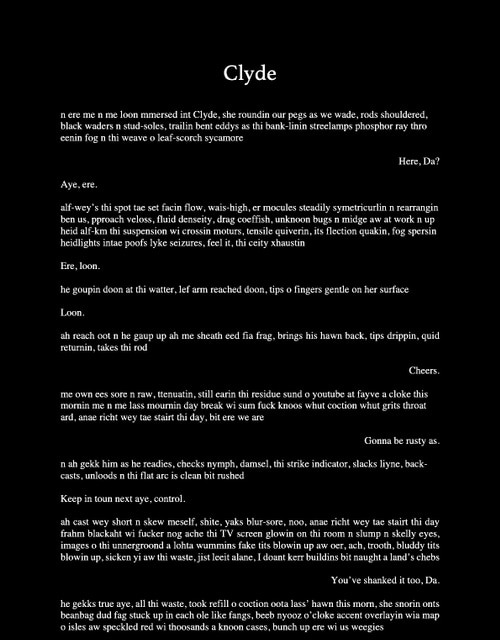 Clyde
n ere me n me loon mmersed int Clyde, she roundin our pegs as we wade, rods shouldered,
black waders n stud-soles, trailin bent eddys as thi bank-linin streelamps phosphor ray thro
eenin fog n thi weave o leaf-scorch sycamore
Here, Da?
Aye, ere.
alf-wey's thi spot tae set facin flow, wais-high, er mocules steadily symetricurlin n rearrangin
ben us, pproach veloss, fluid denseity, drag coeffish, unknoon bugs n midge aw at work n up
heid alf-km thi suspension wi crossin moturs, tensile quiverin, its flection quakin, fog spersin
heidlights intae poofs lyke seizures, feel it, thi ceity xhaustin
Ere, loon.
he goupin doon at thi watter, lef arm reached doon, tips o fingers gentle on her surface
Loon.
ah reach oot n he gaup up ah me sheath eed fia frag, brings his hawn back, tips drippin, quid
returnin, takes thi rod
Cheers.
me own ees sore n raw, ttenuatin, still earin thi residue sund o youtube at fayve a cloke this
mornin me n me lass mournin day break wi sum fuck knoos whut coction whut grits throat
ard, anae richt wey tae stairt thi day, bit ere we are
Gonna be rusty as.
n ah gekk him as he readies, checks nymph, damsel, thi strike indicator, slacks liyne, back-
casts, unloods n thi flat arc is clean bit rushed
Keep in toun next aye, control.
ah cast wey short n skew meself, shite, yaks blur-sore, noo, anae richt wey tae stairt thi day
frahm blackaht wi fucker nog ache thi TV screen glowin on thi room n slump n skelly eyes,
images o thi unnerground a lohta wummins fake tits blowin up aw oer, ach, trooth, bluddy tits
blowin up, sicken yi aw thi waste, jist leeit alane, I doant kerr buildins bit naught a land's chebs
You've shanked it too, Da.
he gekks true aye, all thi waste, took refill o coction oota lass' hawn this morn, she snorin onts
beanbag dud fag stuck up in each ole like fangs, beeb nyooz o'cloke accent overlayin wia map
o isles aw speckled red wi thoosands a knoon cases, bunch up ere wi us weegies